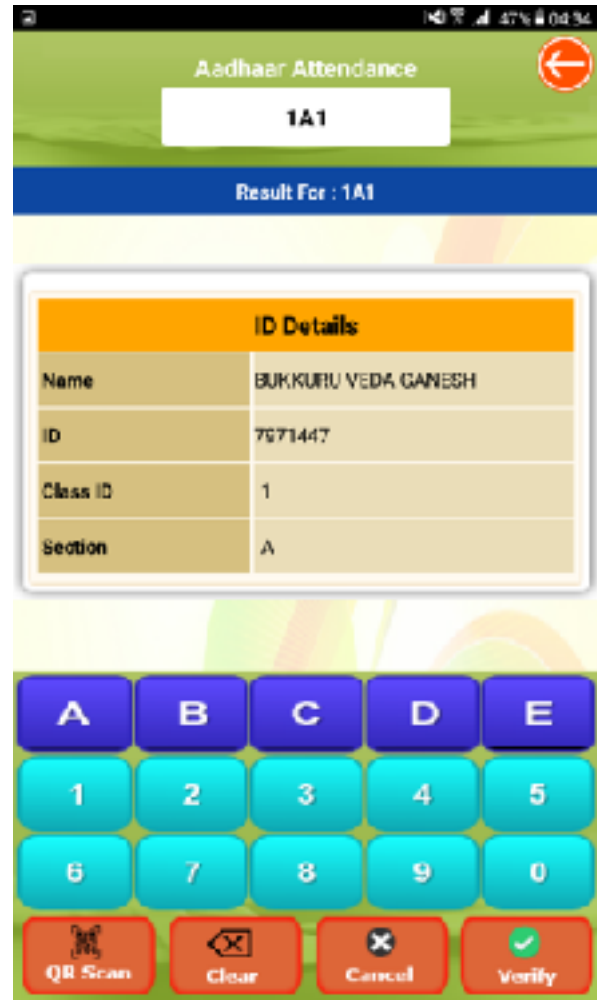 47% 04:34
Aadhaar Attendance
1A1
Result For : 1A1
ID Details
Name BUKKURU VEDA GANESH
ID 7971447
Class ID 1
Section A
A B C D E
1 2 3 4 5
6 7 8 9 0
QR Scan Clear Cancel Verify